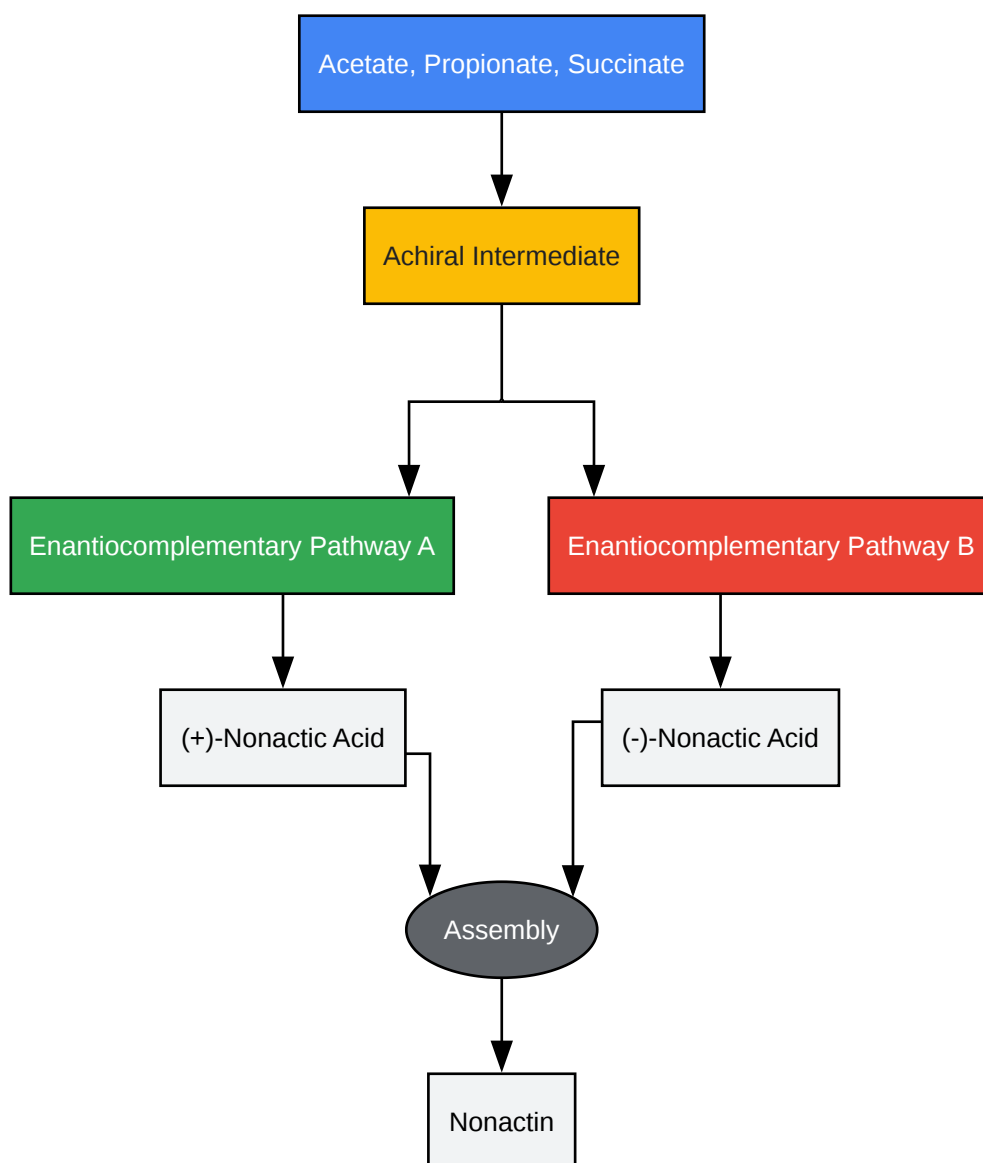 Acetate, Propionate, Succinate
Achiral Intermediate
Enantiocomplementary Pathway A
Enantiocomplementary Pathway B
(+)-Nonactic Acid
(-)-Nonactic Acid
Assembly
Nonactin